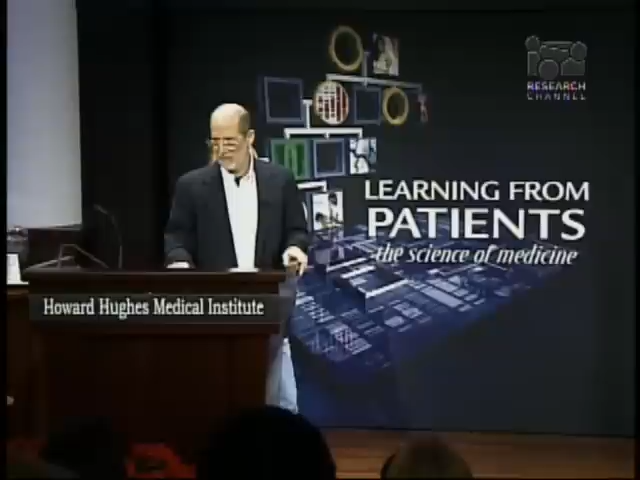 RESEARCH
CHANNEL
LEARNING FROM
PATIENTS
the science of medicine
Howard Hughes Medical Institute